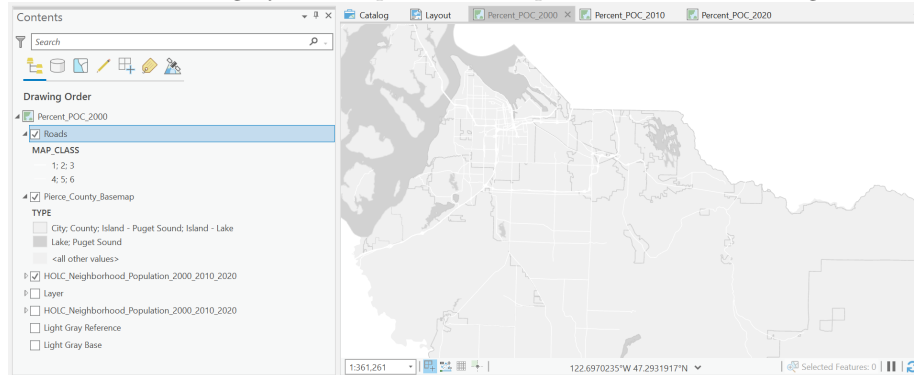 Contents
Catalog Layout Percent_POC_2000 Percent_POC_2010 Percent_POC_2020
Search
Drawing Order
Percent_POC_2000
Roads
MAP_CLASS
1; 2; 3
4; 5; 6
Pierce_County_Basemap
TYPE
City; County; Island - Puget Sound; Island - Lake
Lake; Puget Sound
<all other values>
HOLC_Neighborhood_Population_2000_2010_2020
Layer
HOLC_Neighborhood_Population_2000_2010_2020
Light Gray Reference
Light Gray Base
1:361,261 122.6970235°W 47.2931917°N Selected Features: 0